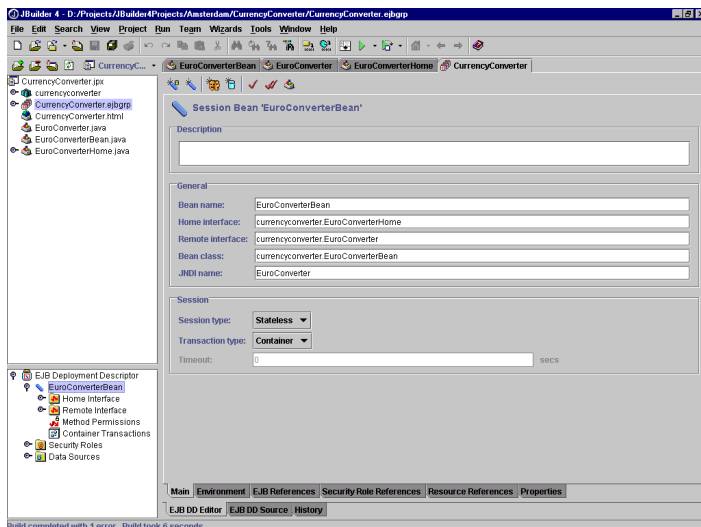 JBuilder 4 - D:/Projects/JBuilder4Projects/Amsterdam/CurrencyConverter/CurrencyConverter.ejbgrp
File Edit Search View Project Run Team Wizards Tools Window Help
CurrencyC...
EuroConverterBean EuroConverter EuroConverterHome CurrencyConverter
CurrencyConverter.jpx
currencyconverter
CurrencyConverter.ejbgrp
CurrencyConverter.html
EuroConverter.java
EuroConverterBean.java
EuroConverterHome.java
Session Bean 'EuroConverterBean'
Description
General
Bean name: EuroConverterBean
Home interface: currencyconverter.EuroConverterHome
Remote interface: currencyconverter.EuroConverter
Bean class: currencyconverter.EuroConverterBean
JNDI name: EuroConverter
Session
Session type: Stateless
Transaction type: Container
Timeout: 0 secs
EJB Deployment Descriptor
EuroConverterBean
Home Interface
Remote Interface
Method Permissions
Container Transactions
Security Roles
Data Sources
Main Environment EJB References Security Role References Resource References Properties
EJB DD Editor EJB DD Source History
Build completed with 1 error. Build took 6 seconds.